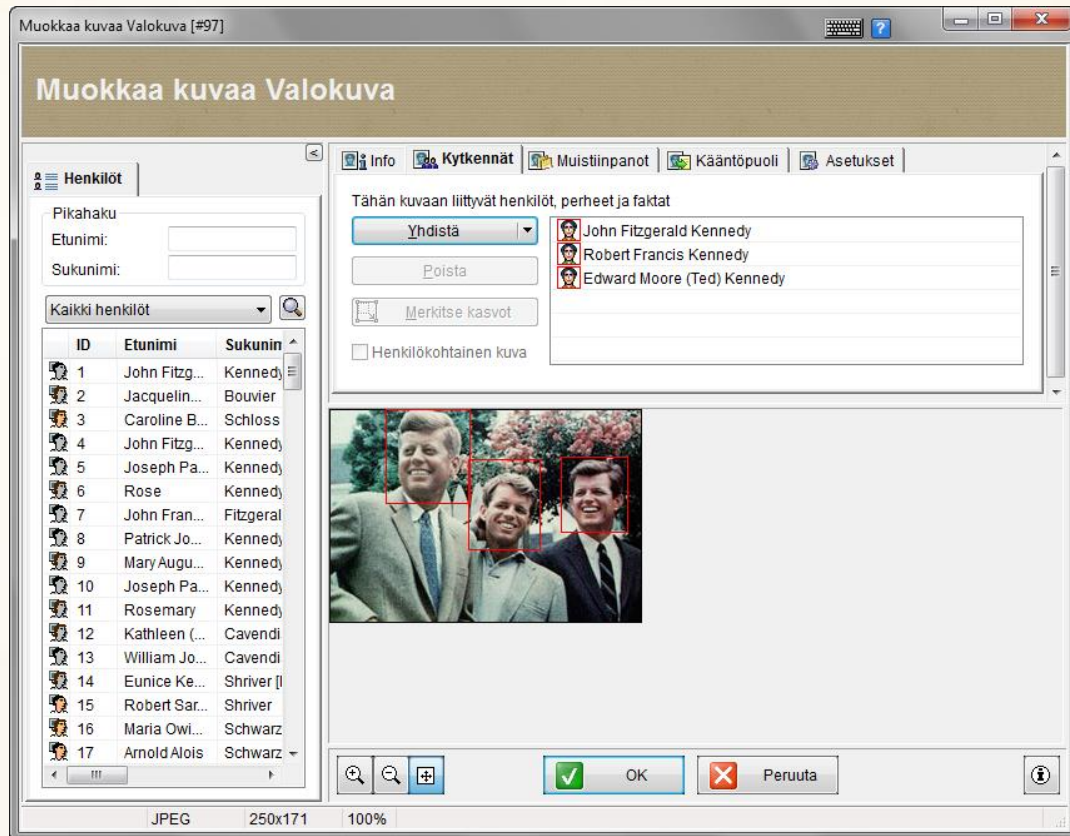 Muokkaa kuvaa Valokuva [#97]
?
Muokkaa kuvaa Valokuva
<
Henkilöt
Pikahaku
Etunimi:
Sukunimi:
Kaikki henkilöt
ID Etunimi Sukunim
1 John Fitzg... Kennedy
2 Jacquelin... Bouvier
3 Caroline B... Schloss
4 John Fitzg... Kennedy
5 Joseph Pa... Kennedy
6 Rose Kennedy
7 John Fran... Fitzgeral
8 Patrick Jo... Kennedy
9 Mary Augu... Kennedy
10 Joseph Pa... Kennedy
11 Rosemary Kennedy
12 Kathleen (... Cavendi
13 William Jo... Cavendi
14 Eunice Ke... Shriver [
15 Robert Sar... Shriver
16 Maria Owi... Schwarz
17 Arnold Alois Schwarz
Info Kytkennät Muistiinpanot Kääntöpuoli Asetukset
Tähän kuvaan liittyvät henkilöt, perheet ja faktat
Yhdistä
Poista
Merkitse kasvot
Henkilökohtainen kuva
John Fitzgerald Kennedy
Robert Francis Kennedy
Edward Moore (Ted) Kennedy
OK Peruuta
JPEG 250x171 100%